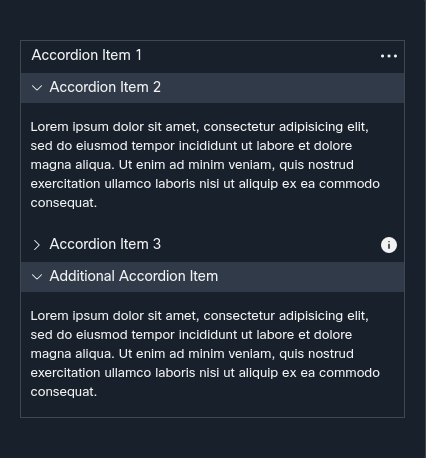 Accordion Item 1
Accordion Item 2
Lorem ipsum dolor sit amet, consectetur adipisicing elit,
sed do eiusmod tempor incididunt ut labore et dolore
magna aliqua. Ut enim ad minim veniam, quis nostrud
exercitation ullamco laboris nisi ut aliquip ex ea commodo
consequat.
Accordion Item 3
Additional Accordion Item
Lorem ipsum dolor sit amet, consectetur adipisicing elit,
sed do eiusmod tempor incididunt ut labore et dolore
magna aliqua. Ut enim ad minim veniam, quis nostrud
exercitation ullamco laboris nisi ut aliquip ex ea commodo
consequat.